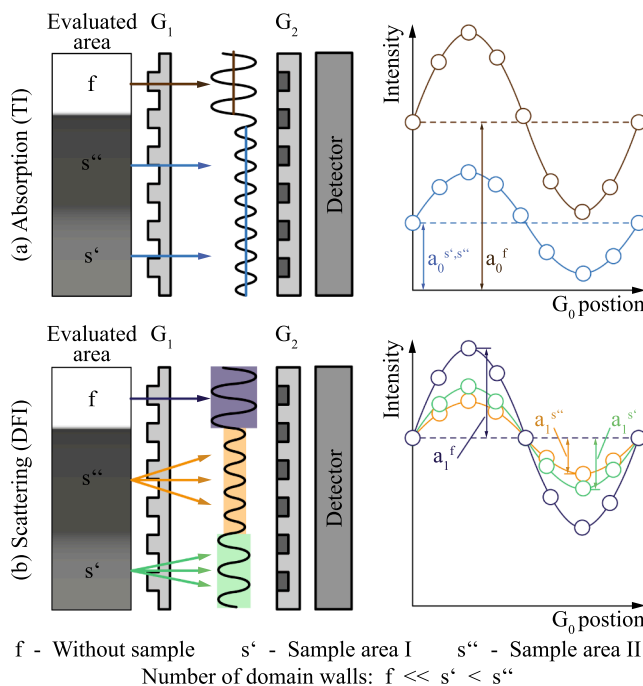 Evaluated area G₁ G₂
f
s“
s‘
(a) Absorption (TI)
Detector
Intensity
a₀ˢ‘,ˢ“ a₀ᶠ
G₀ postion
Evaluated area G₁ G₂
f
s“
s‘
(b) Scattering (DFI)
Detector
Intensity
a₁ᶠ a₁ˢ“ a₁ˢ‘
G₀ postion
f - Without sample s‘ - Sample area I s“ - Sample area II
Number of domain walls: f << s‘ < s“